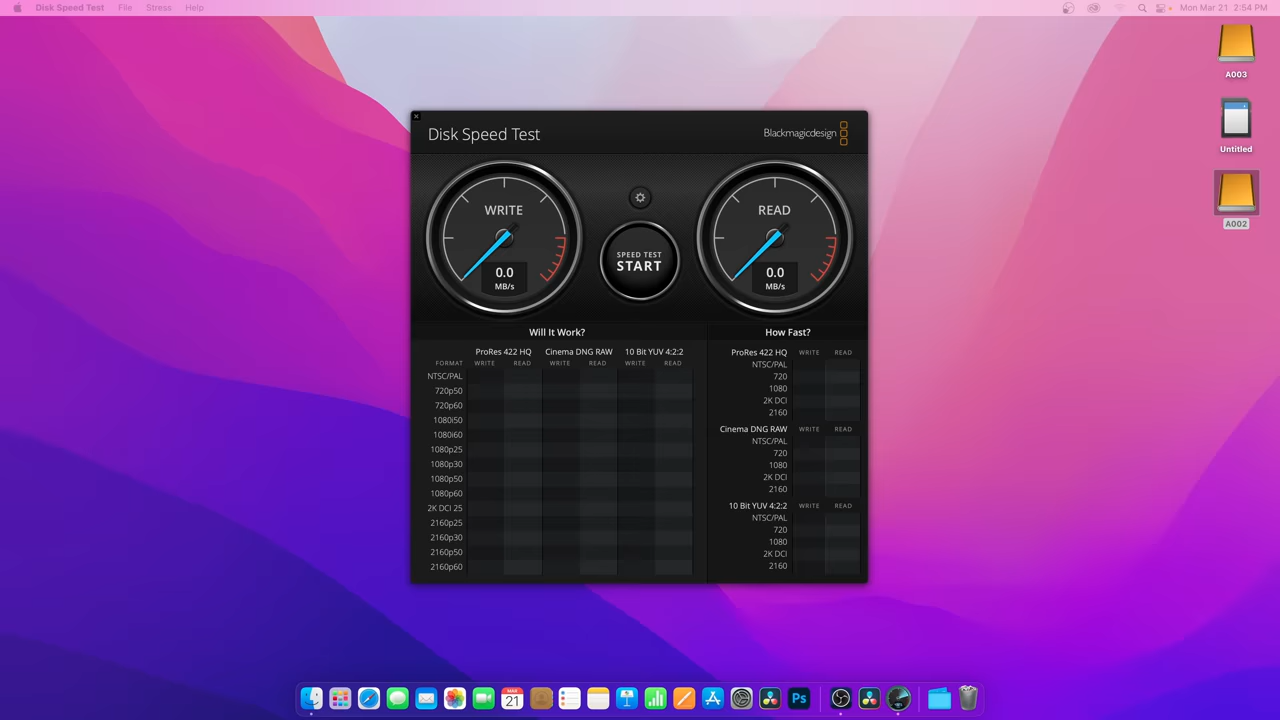 Disk Speed Test File Stress Help Mon Mar 21 2:54 PM
A003
Untitled
A002
Disk Speed Test
Blackmagicdesign
WRITE
0.0
MB/s
SPEED TEST
START
READ
0.0
MB/s
Will It Work?
ProRes 422 HQ Cinema DNG RAW 10 Bit YUV 4:2:2
FORMAT WRITE READ WRITE READ WRITE READ
NTSC/PAL
720p50
720p60
1080i50
1080i60
1080p25
1080p30
1080p50
1080p60
2K DCI 25
2160p25
2160p30
2160p50
2160p60
How Fast?
ProRes 422 HQ WRITE READ
NTSC/PAL
720
1080
2K DCI
2160
Cinema DNG RAW WRITE READ
NTSC/PAL
720
1080
2K DCI
2160
10 Bit YUV 4:2:2 WRITE READ
NTSC/PAL
720
1080
2K DCI
2160
MAR
21
Ps